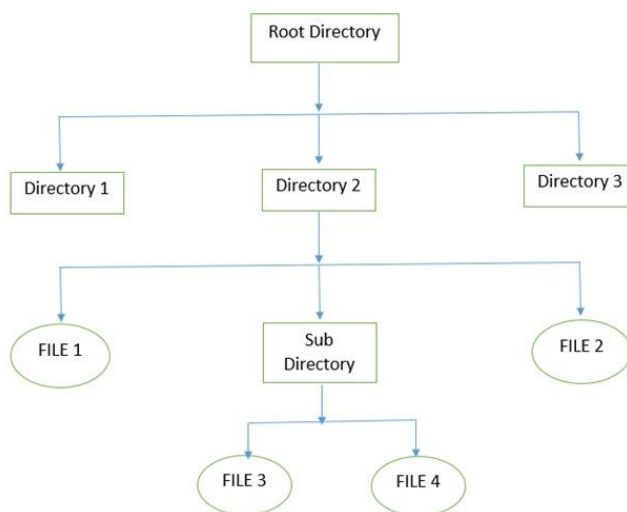 Root Directory
Directory 1
Directory 2
Directory 3
FILE 1
Sub
Directory
FILE 2
FILE 3
FILE 4